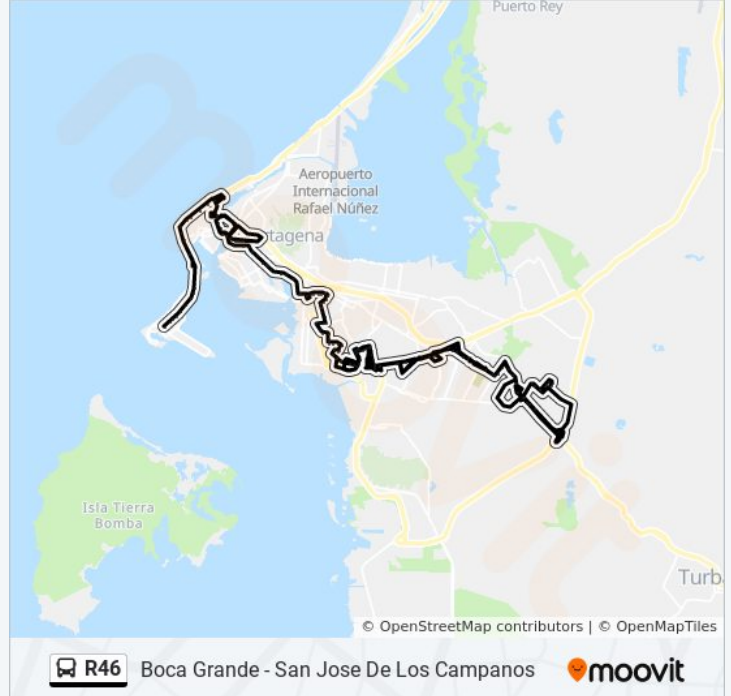 Puerto Rey
Aeropuerto
Internacional
Rafael Núñez
tagena
Isla Tierra
Bomba
Turb
© OpenStreetMap contributors | © OpenMapTiles
R46 Boca Grande - San Jose De Los Campanos moovit